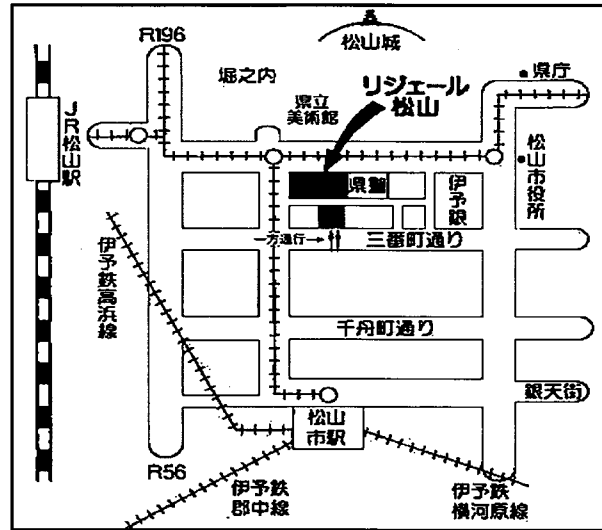 R196
松山城
堀之内
県立
美術館
リジェール
松山
県庁
JR松山駅
県警
伊予銀
松山市役所
一方通行
三番町通り
伊予鉄高浜線
千舟町通り
銀天街
松山
市駅
R56
伊予鉄
郡中線
伊予鉄
横河原線